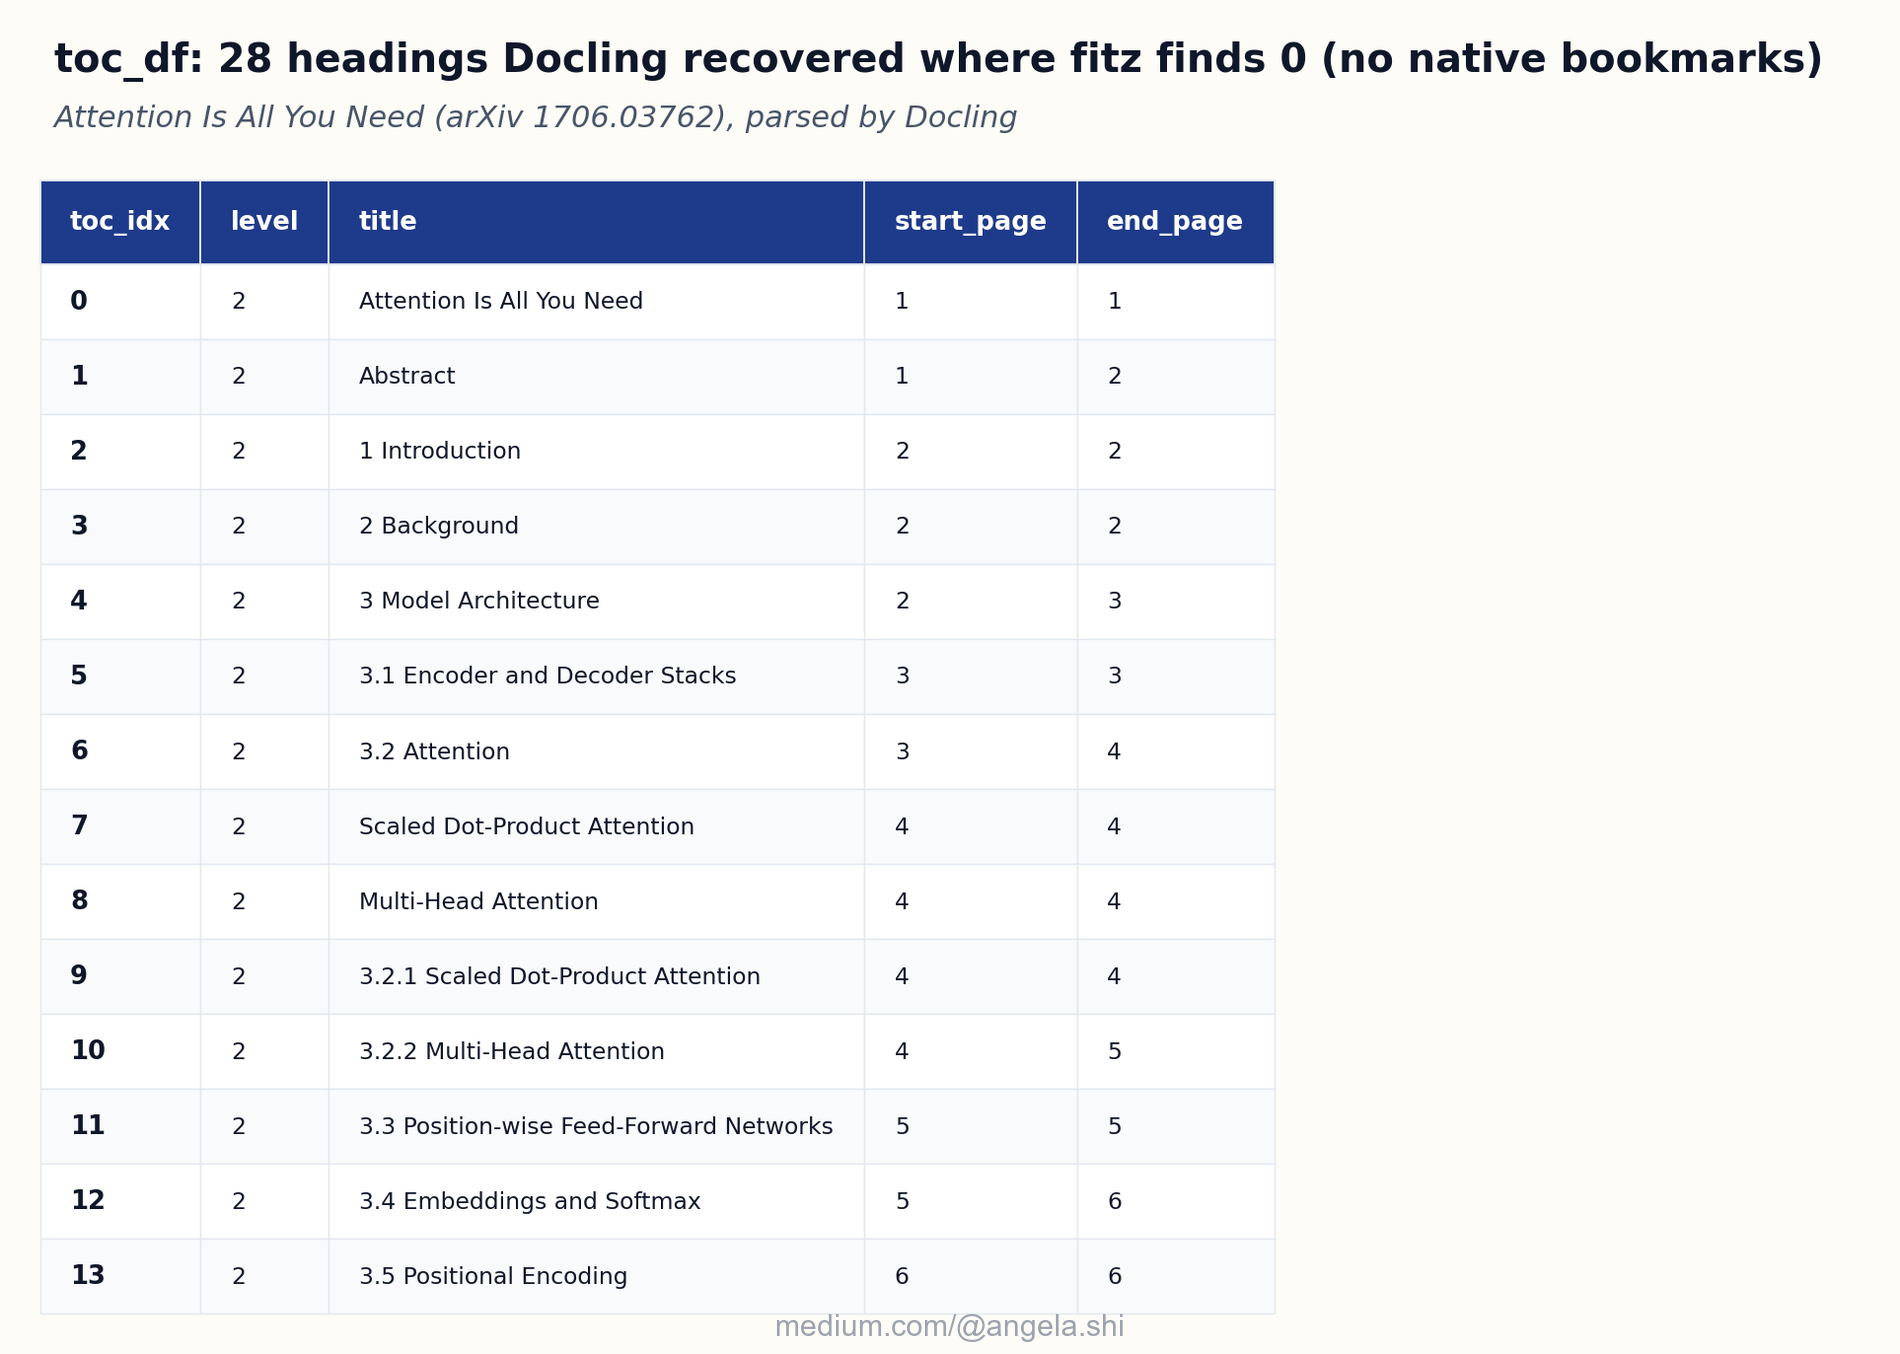 toc_df: 28 headings Docling recovered where fitz finds 0 (no native bookmarks)
Attention Is All You Need (arXiv 1706.03762), parsed by Docling
toc_idx level title start_page end_page
0 2 Attention Is All You Need 1 1
1 2 Abstract 1 2
2 2 1 Introduction 2 2
3 2 2 Background 2 2
4 2 3 Model Architecture 2 3
5 2 3.1 Encoder and Decoder Stacks 3 3
6 2 3.2 Attention 3 4
7 2 Scaled Dot-Product Attention 4 4
8 2 Multi-Head Attention 4 4
9 2 3.2.1 Scaled Dot-Product Attention 4 4
10 2 3.2.2 Multi-Head Attention 4 5
11 2 3.3 Position-wise Feed-Forward Networks 5 5
12 2 3.4 Embeddings and Softmax 5 6
13 2 3.5 Positional Encoding 6 6
medium.com/@angela.shi